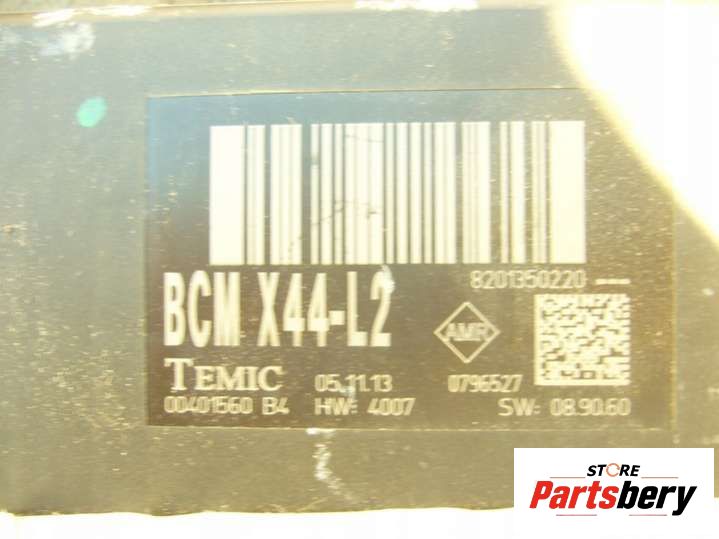 8201350220 ---
BCM X44-L2
AMR
TEMIC 05.11.13 0796527
00401560 B4 HW: 4007 SW: 08.90.60
STORE
Partsbery